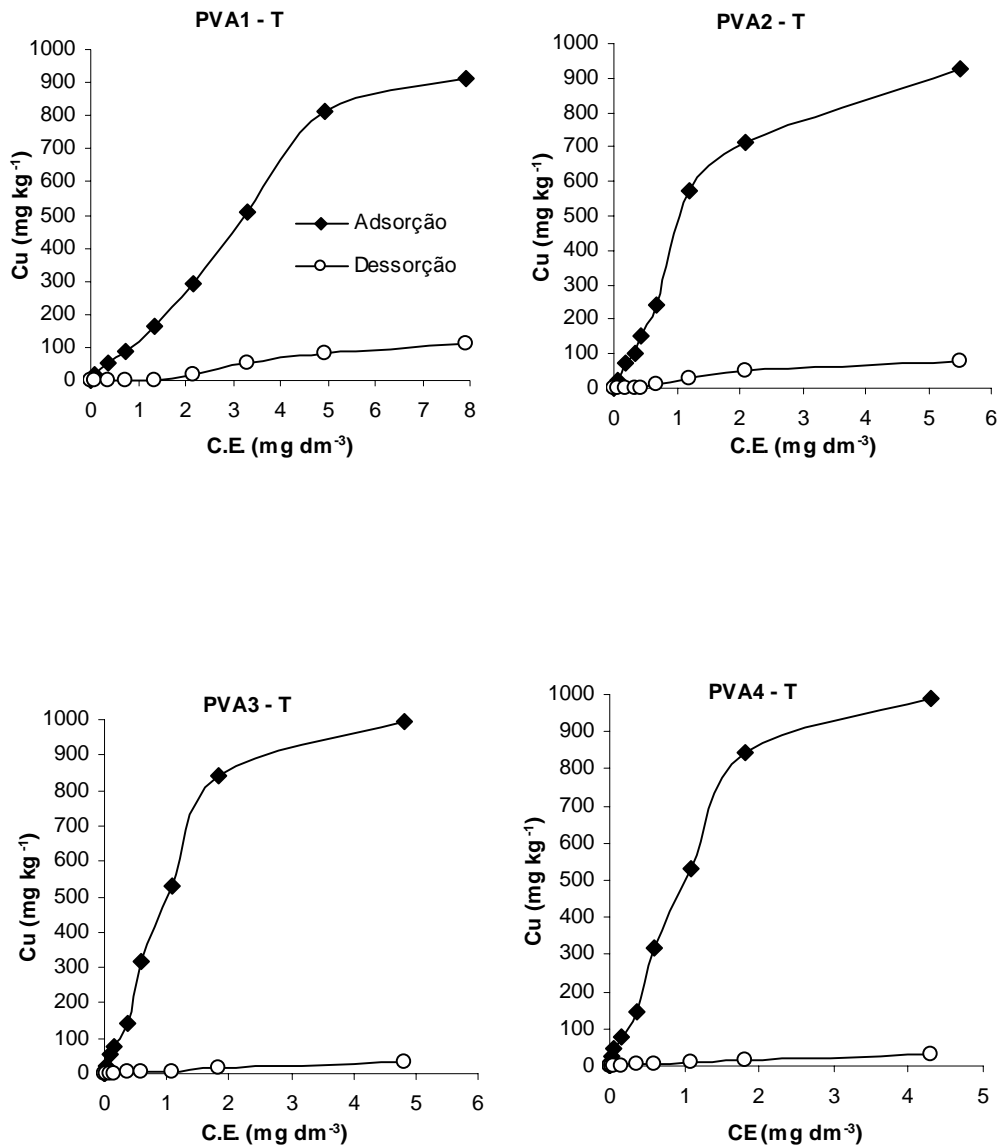 PVA1 - T
1000
900
800
700
600
500
400
300
200
100
0
Cu (mg kg⁻¹)
Adsorção
Dessorção
0 1 2 3 4 5 6 7 8
C.E. (mg dm⁻³)
PVA2 - T
1000
900
800
700
600
500
400
300
200
100
0
Cu (mg kg⁻¹)
0 1 2 3 4 5 6
C.E. (mg dm⁻³)
PVA3 - T
1000
900
800
700
600
500
400
300
200
100
0
Cu (mg kg⁻¹)
0 1 2 3 4 5 6
C.E. (mg dm⁻³)
PVA4 - T
1000
900
800
700
600
500
400
300
200
100
0
Cu (mg kg⁻¹)
0 1 2 3 4 5
CE (mg dm⁻³)